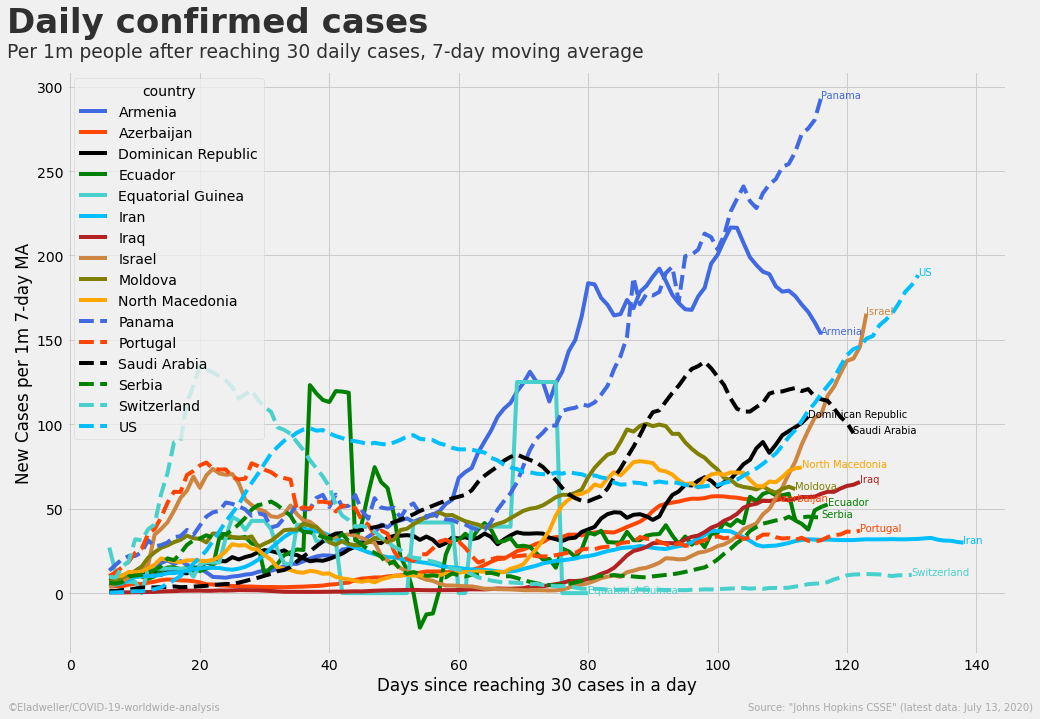 Daily confirmed cases
Per 1m people after reaching 30 daily cases, 7-day moving average
New Cases per 1m 7-day MA
300
250
200
150
100
50
0
country
Armenia
Azerbaijan
Dominican Republic
Ecuador
Equatorial Guinea
Iran
Iraq
Israel
Moldova
North Macedonia
Panama
Portugal
Saudi Arabia
Serbia
Switzerland
US
Panama
US
Israel
Armenia
Dominican Republic
Saudi Arabia
North Macedonia
Iraq
Moldova
Azerbaijan
Ecuador
Serbia
Portugal
Iran
Switzerland
Equatorial Guinea
0 20 40 60 80 100 120 140
Days since reaching 30 cases in a day
©Eladweller/COVID-19-worldwide-analysis
Source: "Johns Hopkins CSSE" (latest data: July 13, 2020)